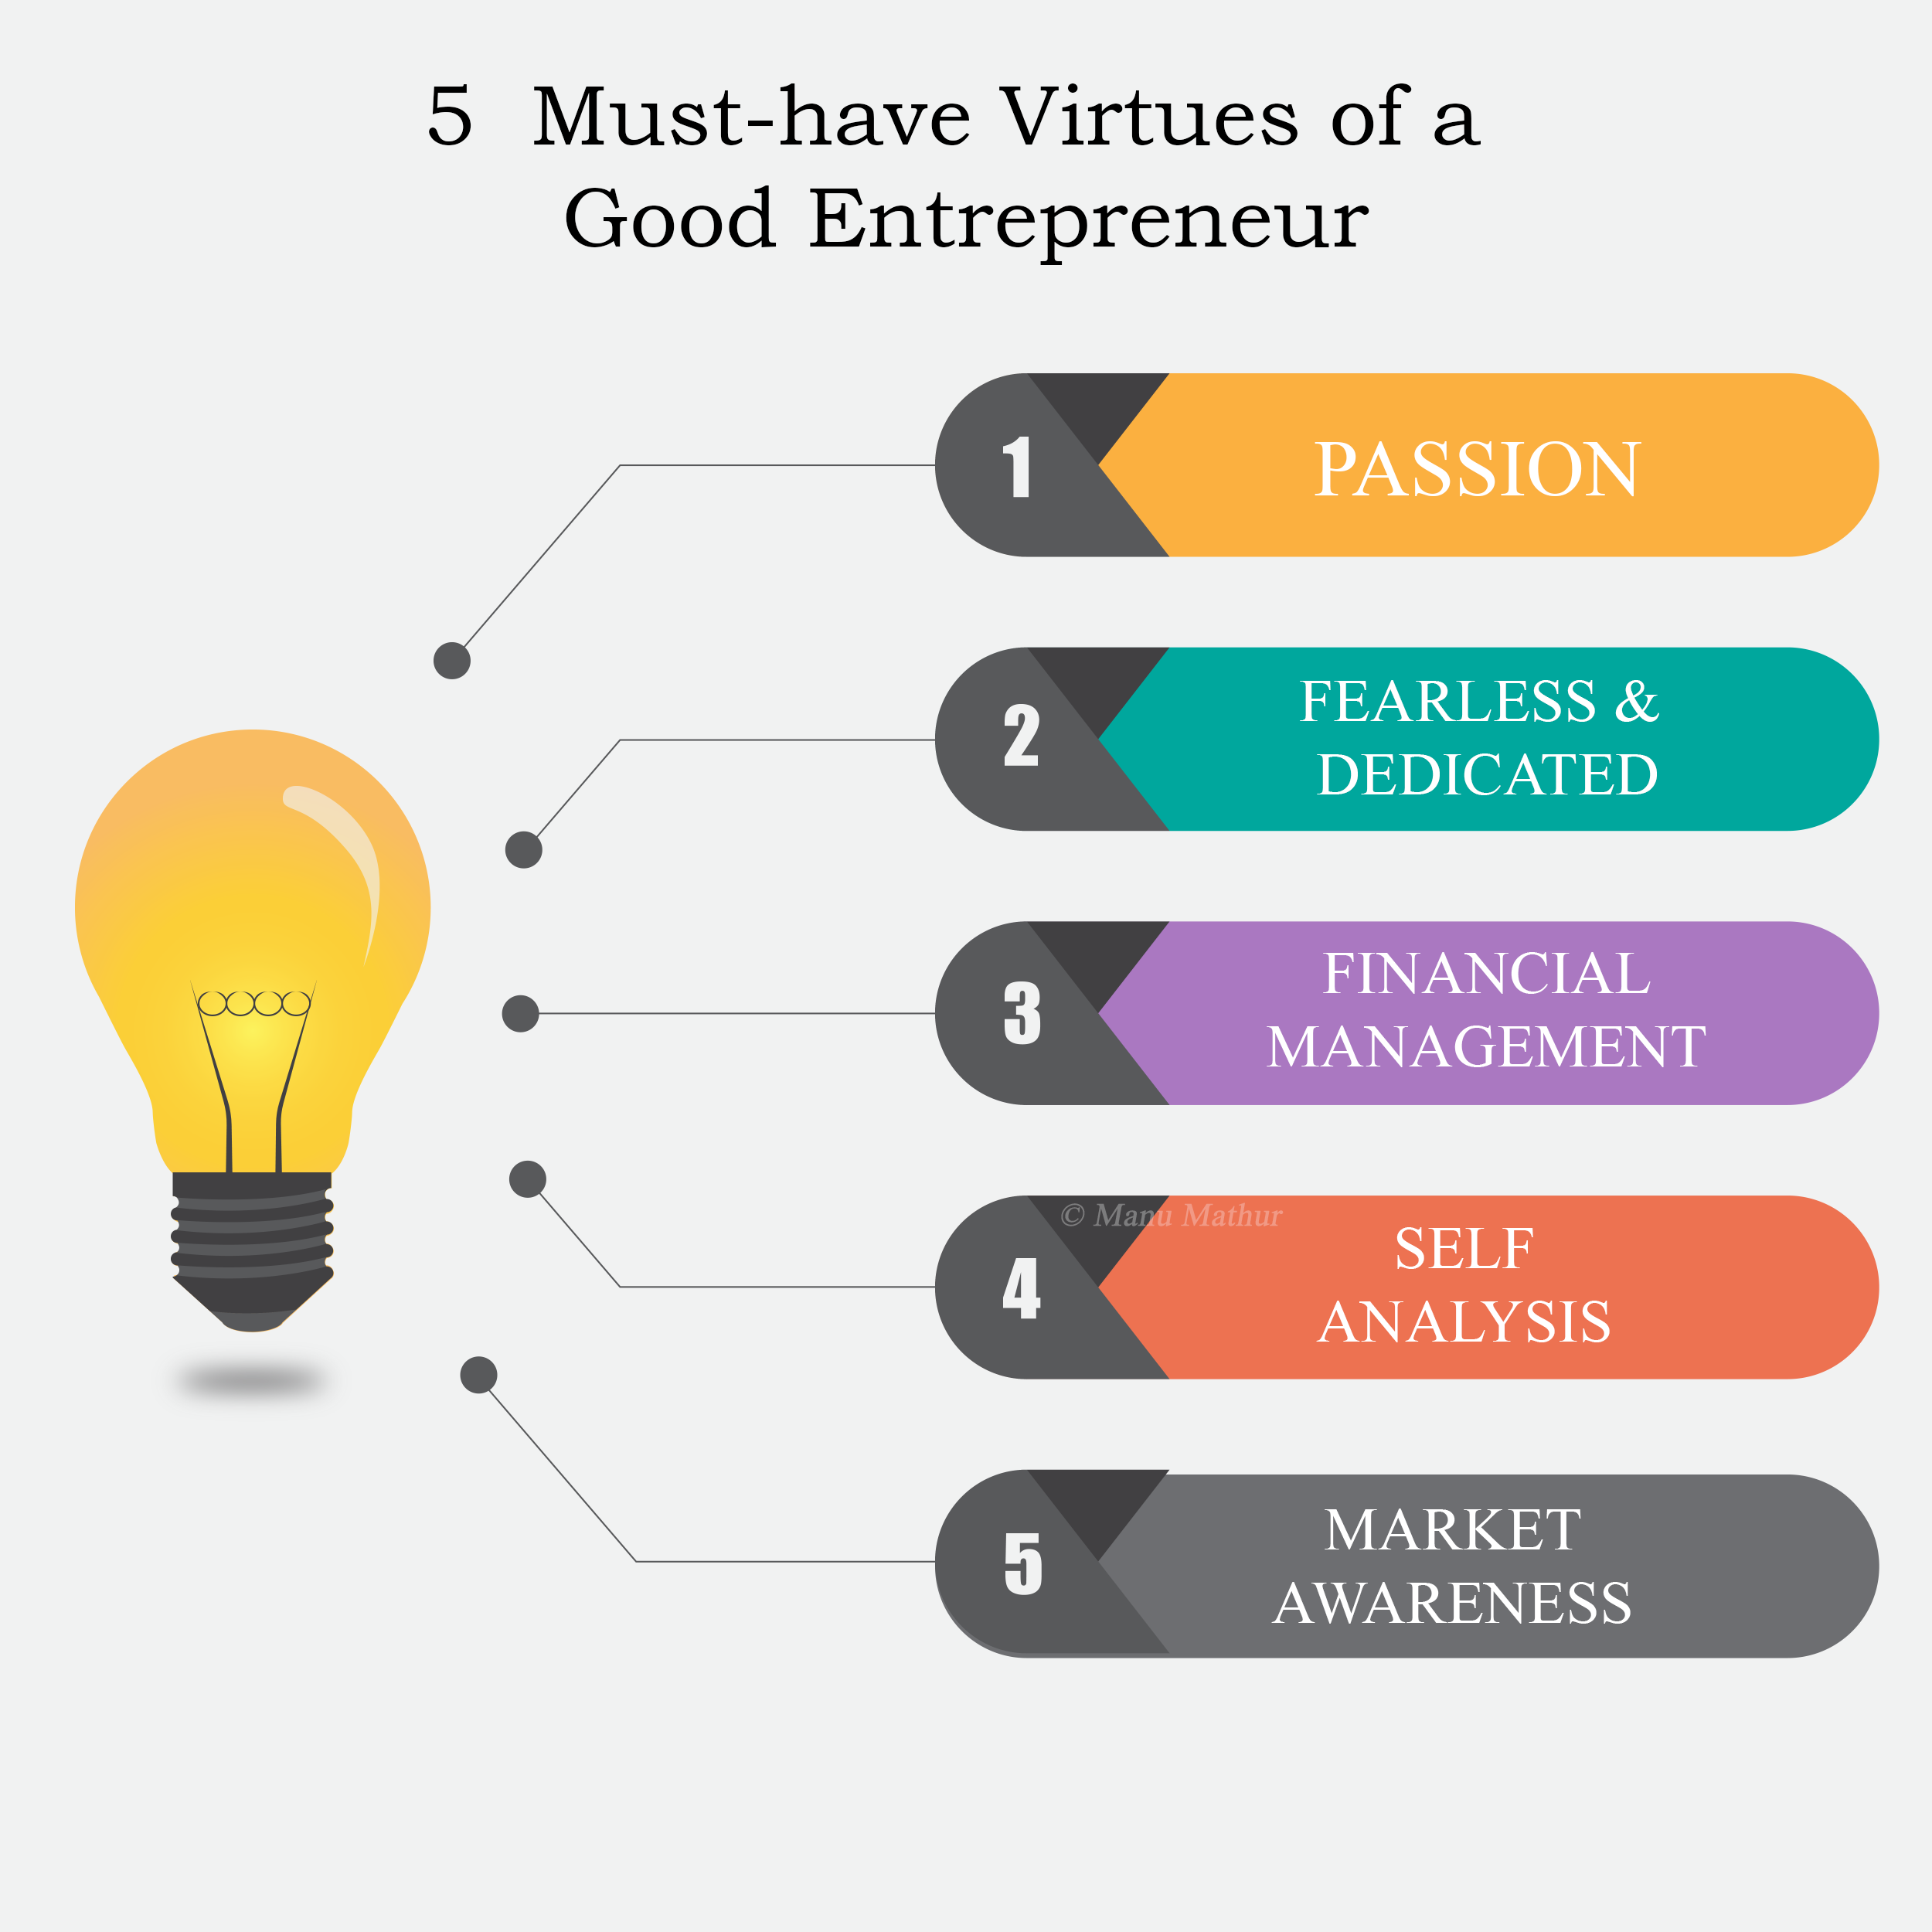 5 Must-have Virtues of a
Good Entrepreneur
1
PASSION
2
FEARLESS &
DEDICATED
3
FINANCIAL
MANAGEMENT
© Manu Mathur
4
SELF
ANALYSIS
5
MARKET
AWARENESS